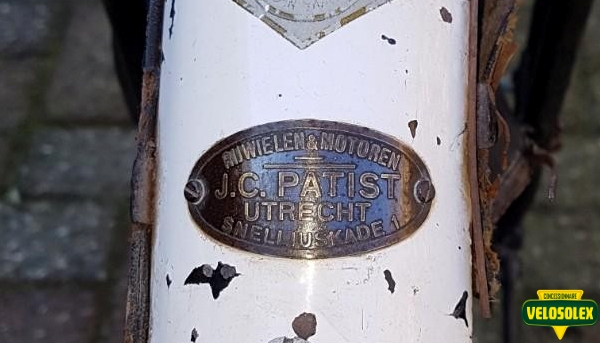 RIJWIELEN & MOTOREN
J.C. PATIST
UTRECHT
SNELLIUSKADE 1
CONCESSIONNAIRE
VELOSOLEX